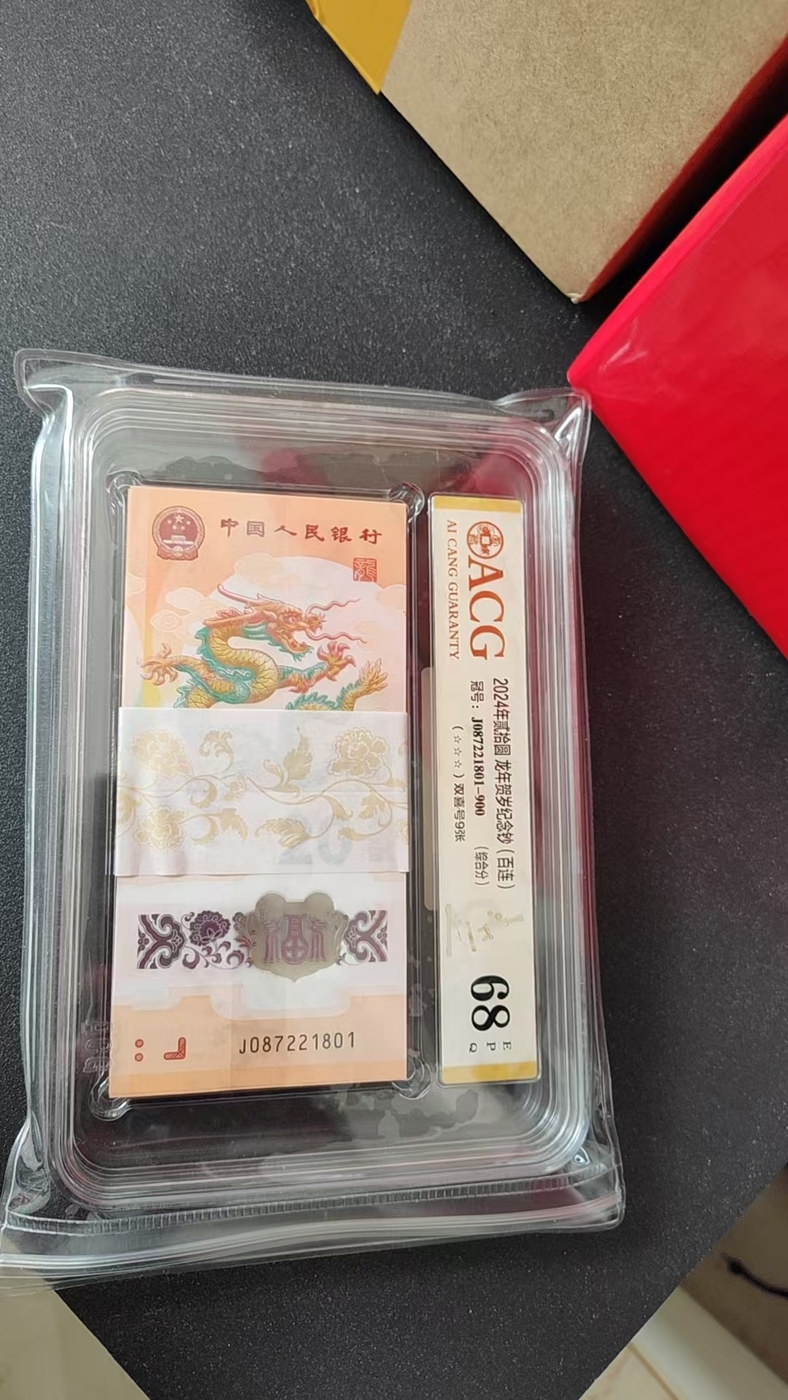 中国人民银行
龍
福
J087221801
ACG
AI CANG GUARANTY
2024年贰拾圆 龙年贺岁纪念钞(百连)
冠号:J087221801-900 (综合分)
(☆☆☆)双喜号9张
68
E
P
Q